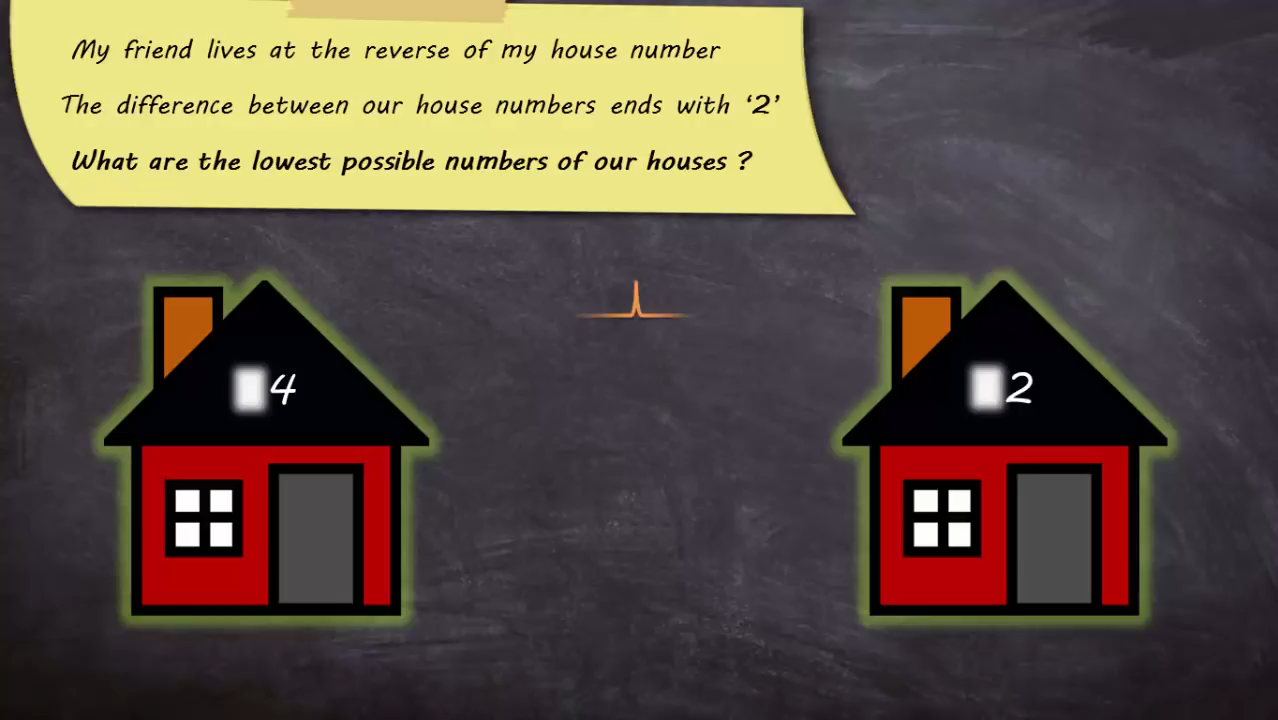 My friend lives at the reverse of my house number
The difference between our house numbers ends with ‘2’
What are the lowest possible numbers of our houses ?
4
2